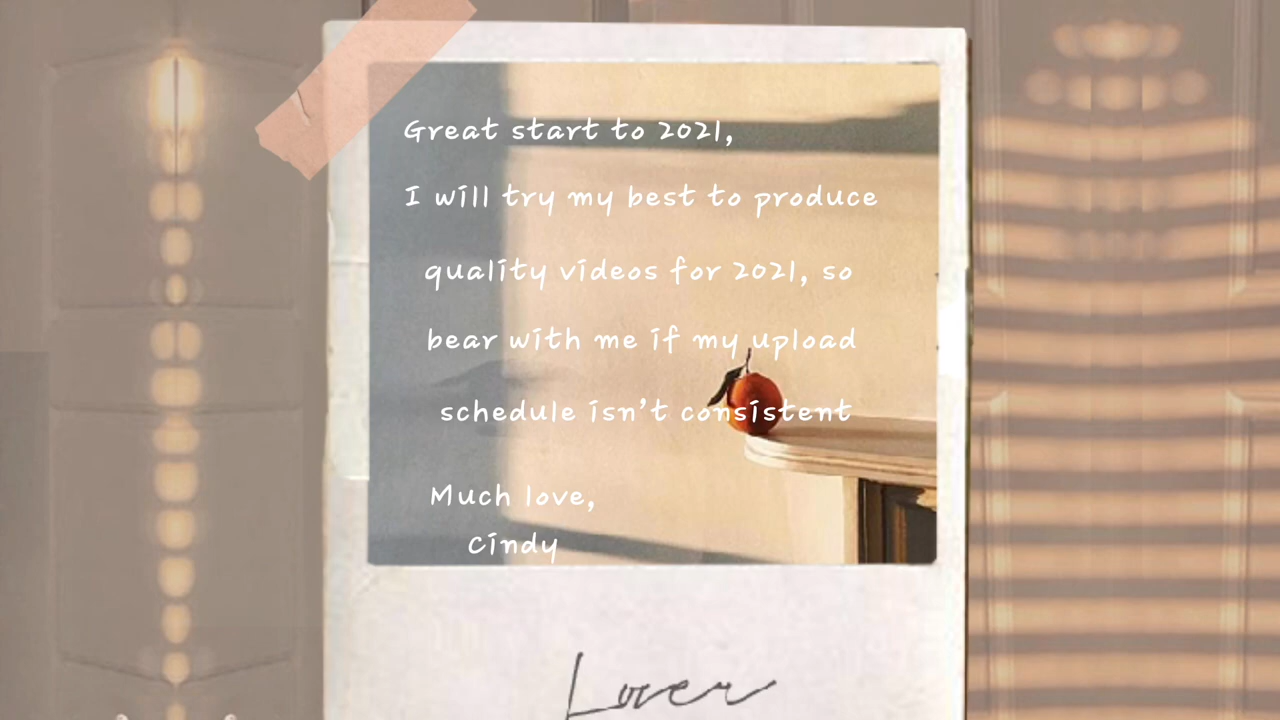 Great start to 2021,
I will try my best to produce
quality videos for 2021, so
bear with me if my upload
schedule isn't consistent
Much love,
Cindy
Lover